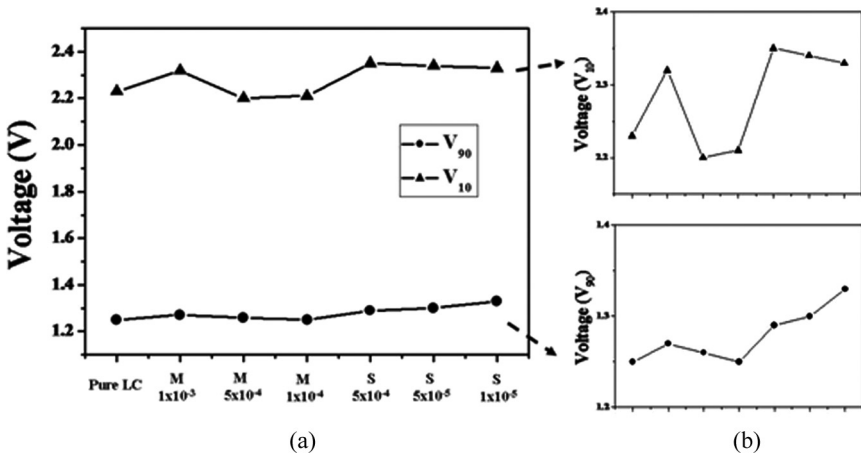 Voltage (V)
2.4
2.2
2.0
1.8
1.6
1.4
1.2
V90
V10
Pure LC
M
1x10-3
M
5x10-4
M
1x10-4
S
5x10-4
S
5x10-5
S
1x10-5
(a)
Voltage (V10)
2.4
2.3
2.2
Voltage (V90)
1.4
1.3
1.2
(b)